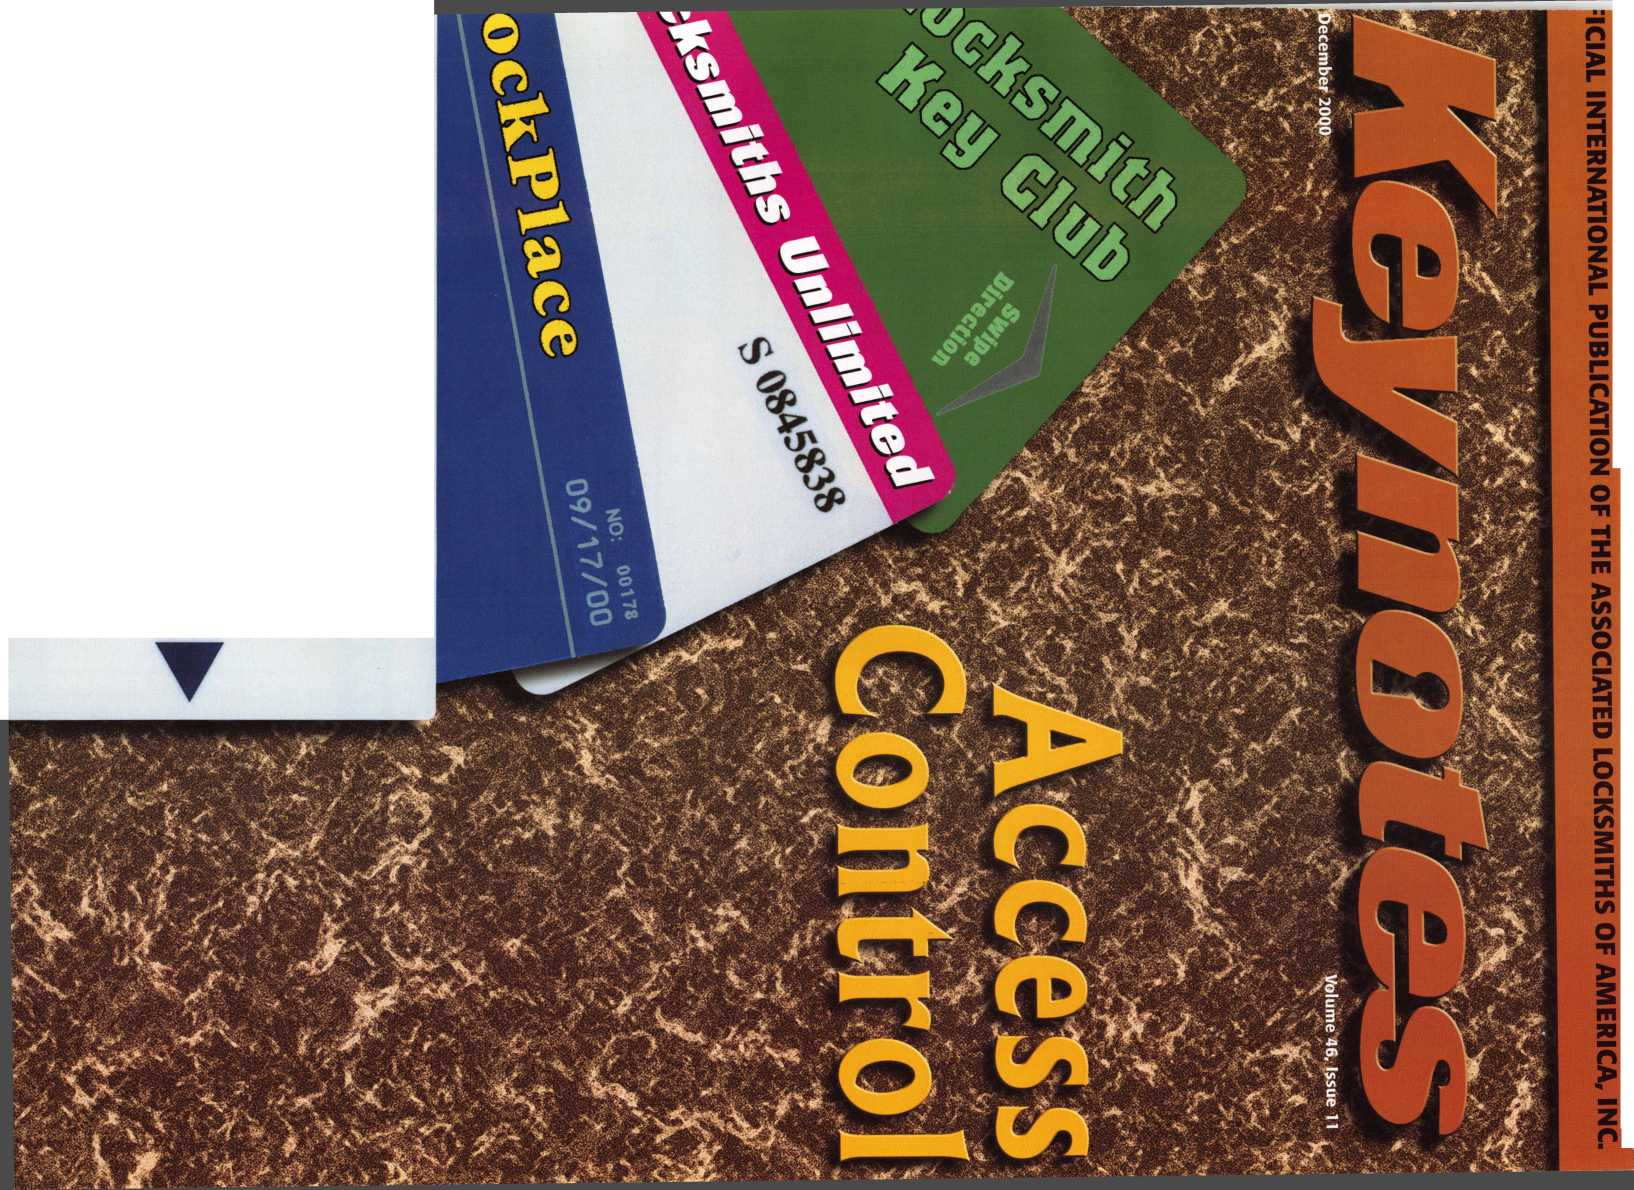 FICIAL INTERNATIONAL PUBLICATION OF THE ASSOCIATED LOCKSMITHS OF AMERICA, INC.
Keynotes
December 2000
Volume 46, Issue 11
ocksmith
Key Club
Swipe
Direction
cksmiths Unlimited
S 0845838
ockPlace
NO: 00178
09/17/00
Access
Control